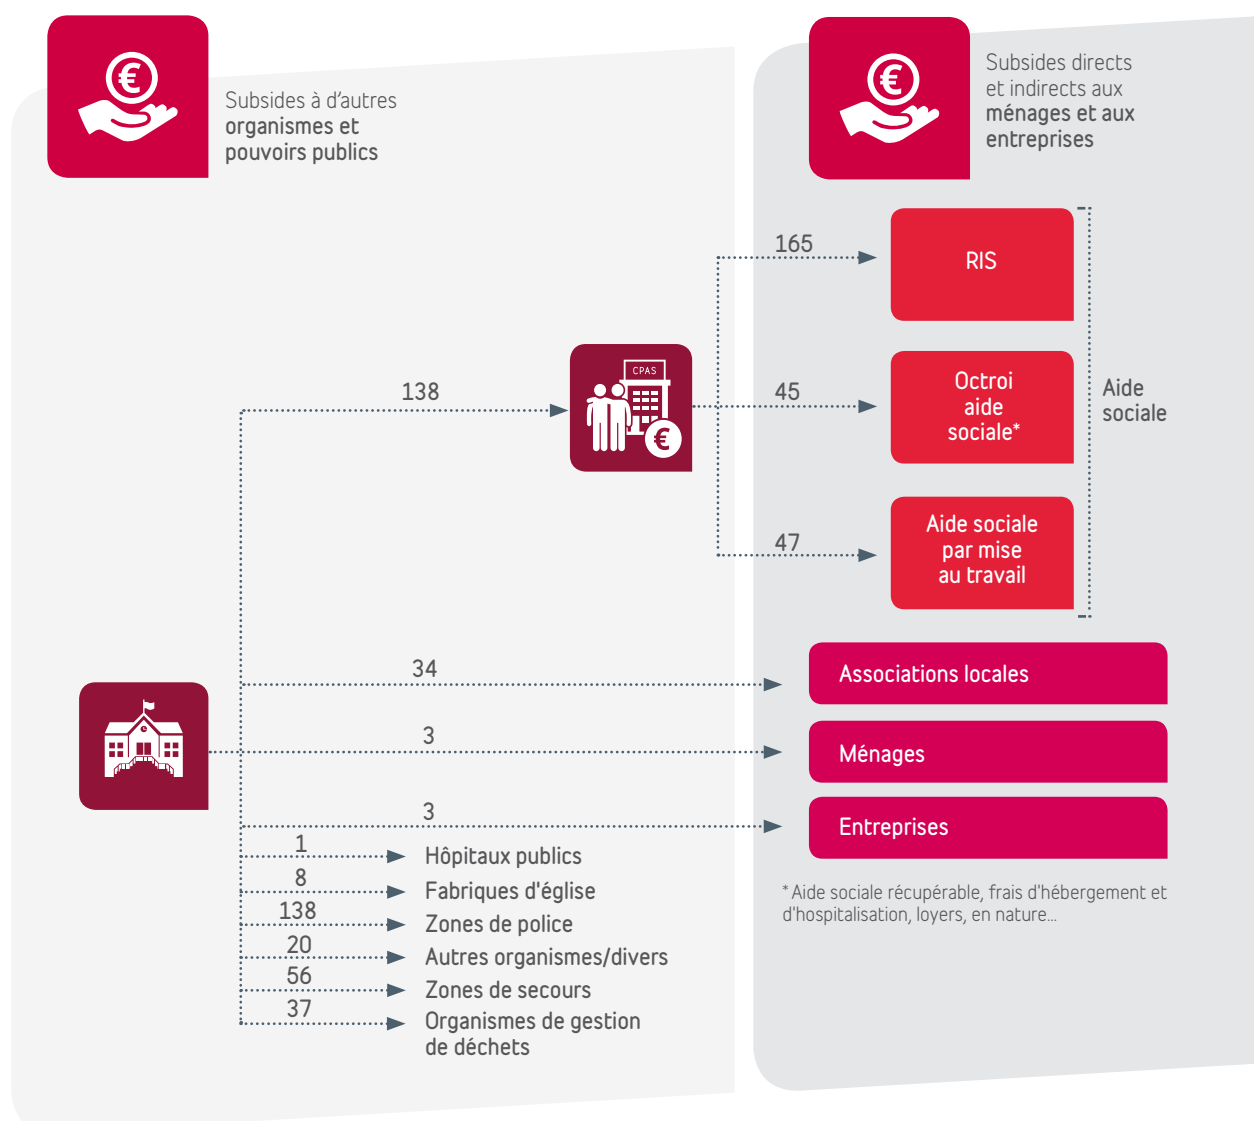 Subsides à d'autres
organismes et
pouvoirs publics
Subsides directs
et indirects aux
ménages et aux
entreprises
165
RIS
138
CPAS
45
Octroi
aide
sociale*
Aide
sociale
47
Aide sociale
par mise
au travail
34
Associations locales
3
Ménages
3
Entreprises
1
Hôpitaux publics
8
Fabriques d'église
138
Zones de police
20
Autres organismes/divers
56
Zones de secours
37
Organismes de gestion
de déchets
* Aide sociale récupérable, frais d'hébergement et
d'hospitalisation, loyers, en nature...